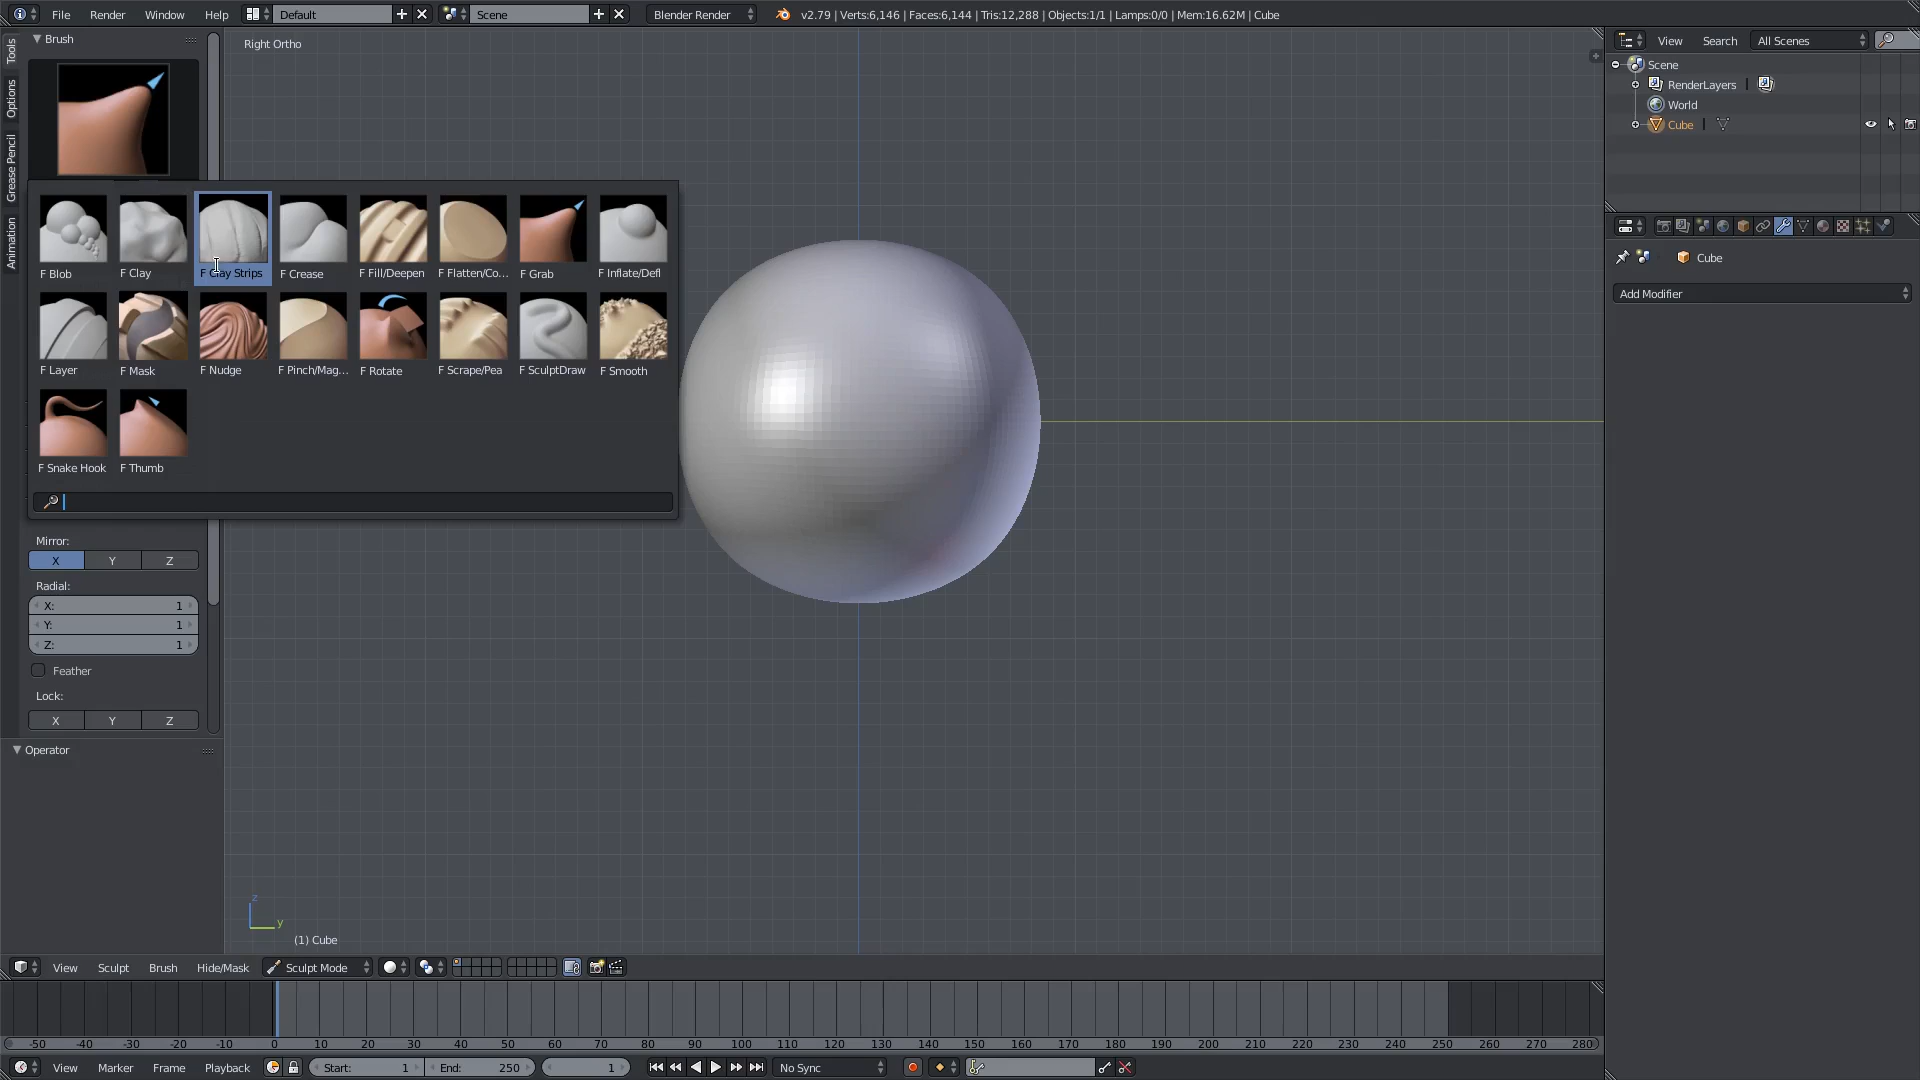 File Render Window Help Default Scene Blender Render v2.79 | Verts:6,146 | Faces:6,144 | Tris:12,288 | Objects:1/1 | Lamps:0/0 | Mem:16.62M | Cube
Tools
Options
Grease Pencil
Animation
Brush
Right Ortho
F Blob F Clay F Clay Strips F Crease F Fill/Deepen F Flatten/Co... F Grab F Inflate/Defl
F Layer F Mask F Nudge F Pinch/Mag... F Rotate F Scrape/Pea F SculptDraw F Smooth
F Snake Hook F Thumb
Mirror:
X Y Z
Radial:
X: 1
Y: 1
Z: 1
Feather
Lock:
X Y Z
Operator
z
y
(1) Cube
View Search All Scenes
Scene
RenderLayers
World
Cube
Cube
Add Modifier
View Sculpt Brush Hide/Mask Sculpt Mode
-50 -40 -30 -20 -10 0 10 20 30 40 50 60 70 80 90 100 110 120 130 140 150 160 170 180 190 200 210 220 230 240 250 260 270 280
View Marker Frame Playback Start: 1 End: 250 1 No Sync